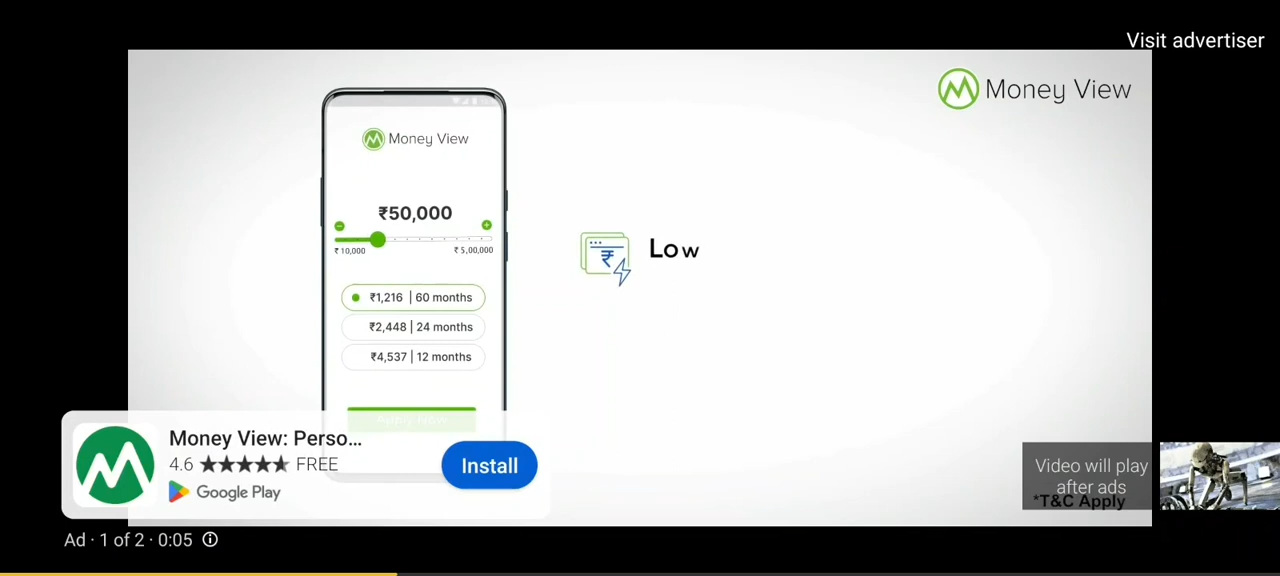 Visit advertiser
Money View
Money View
₹50,000
₹ 10,000 ₹ 5,00,000
Low
₹1,216 | 60 months
₹2,448 | 24 months
₹4,537 | 12 months
Apply Now
Money View: Perso...
4.6 ★★★★★ FREE
Google Play
Install
Video will play
after ads
*T&C Apply
Ad · 1 of 2 · 0:05